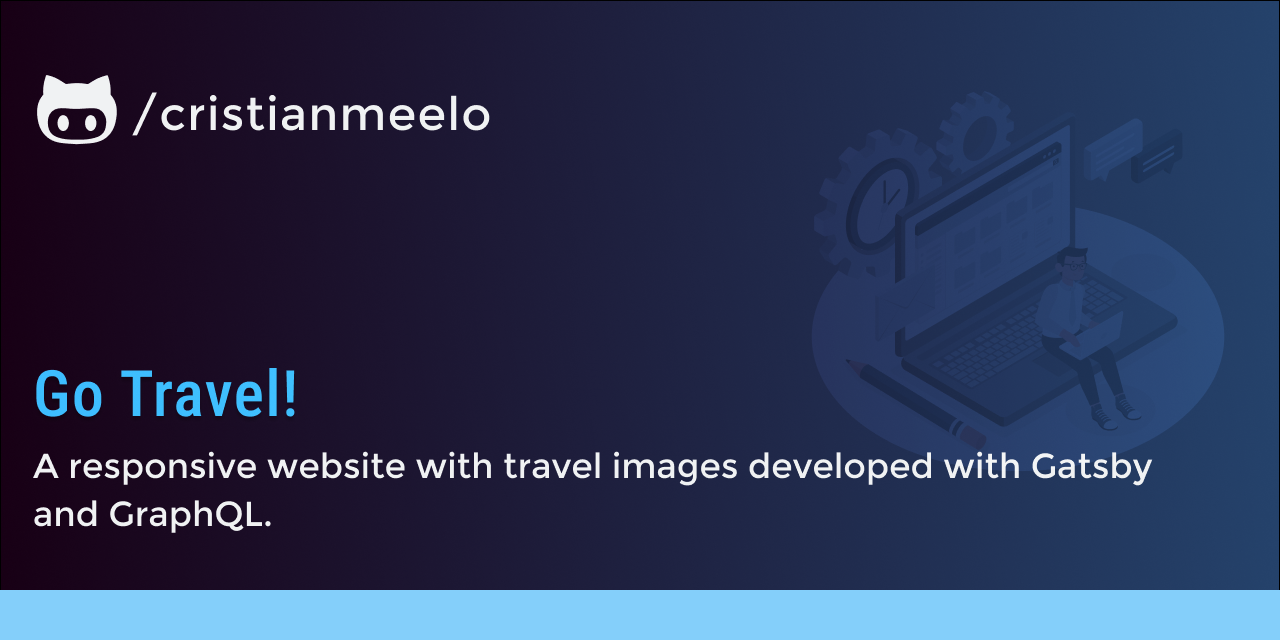 /cristianmeelo
Go Travel!
A responsive website with travel images developed with Gatsby
and GraphQL.